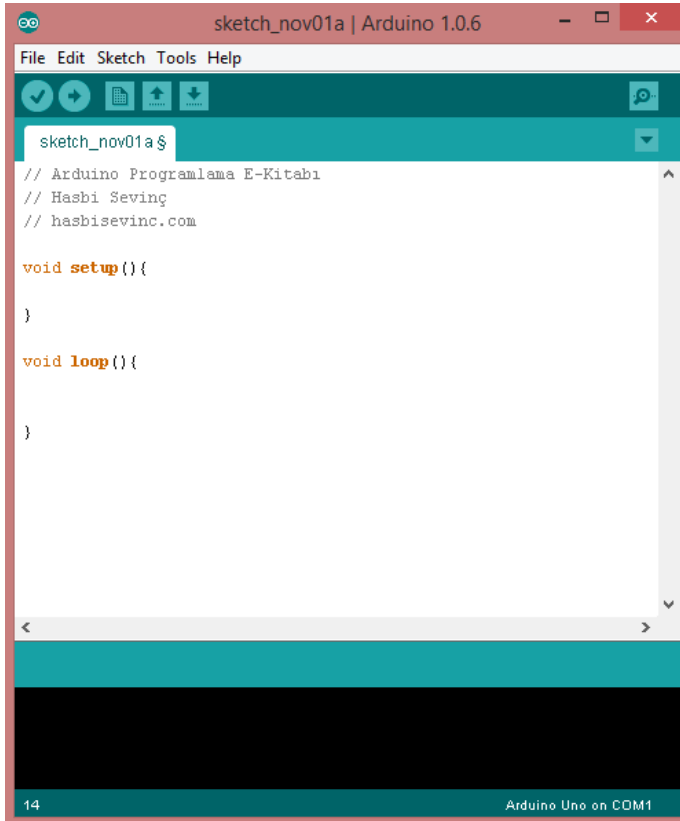 sketch_nov01a | Arduino 1.0.6
File Edit Sketch Tools Help
sketch_nov01a §
// Arduino Programlama E-Kitabı
// Hasbi Sevinç
// hasbisevinc.com
void setup(){
}
void loop(){
}
14
Arduino Uno on COM1